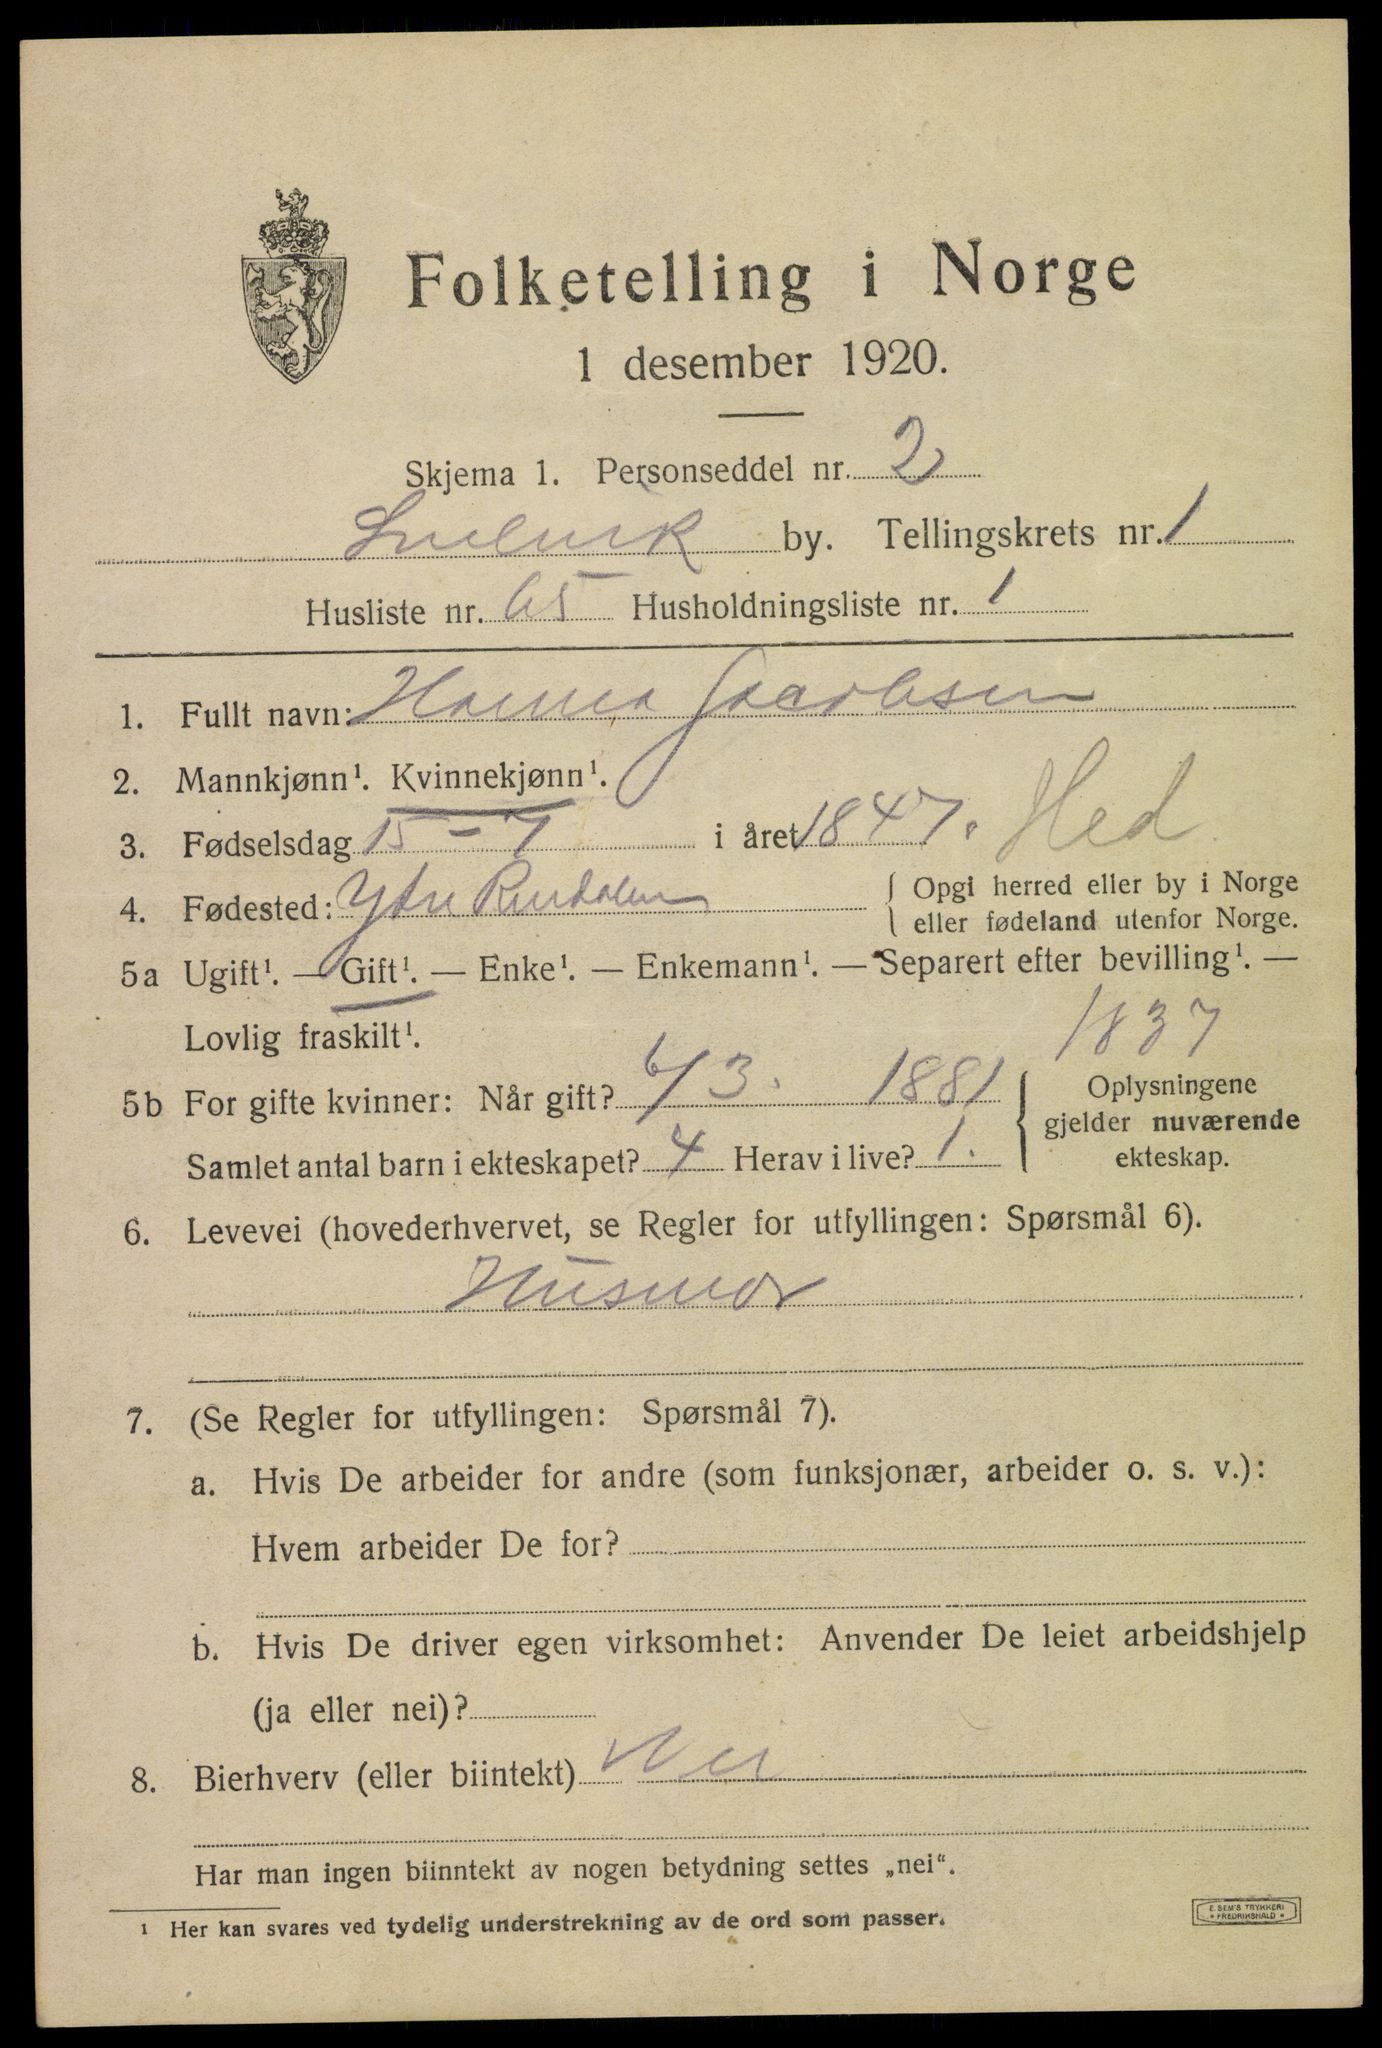 Folketelling i Norge
1 desember 1920.
Skjema 1. Personseddel nr. 2
Svelvik by. Tellingskrets nr. 1
Husliste nr. 65 Husholdningsliste nr. 1
1. Fullt navn: Hanna Jacobsen
2. Mannkjønn¹. Kvinnekjønn¹.
3. Fødselsdag 15-7 i året 1847. Hed
4. Fødested: Ytre Rendalen { Opgi herred eller by i Norge
eller fødeland utenfor Norge.
5a Ugift¹. — Gift¹. — Enke¹. — Enkemann¹. — Separert efter bevilling¹. —
Lovlig fraskilt¹.
1837
5b For gifte kvinner: Når gift? 6/3. 1881 { Oplysningene
gjelder nuværende
Samlet antal barn i ekteskapet? 4 Herav i live? 1. ekteskap.
6. Levevei (hovederhvervet, se Regler for utfyllingen: Spørsmål 6).
Husmor
7. (Se Regler for utfyllingen: Spørsmål 7).
a. Hvis De arbeider for andre (som funksjonær, arbeider o. s. v.):
Hvem arbeider De for?
b. Hvis De driver egen virksomhet: Anvender De leiet arbeidshjelp
(ja eller nei)?
8. Bierhverv (eller biintekt) Nei
Har man ingen biinntekt av nogen betydning settes „nei“.
¹ Her kan svares ved tydelig understrekning av de ord som passer.
E. SEM'S TRYKKERI
• FREDRIKSHALD •